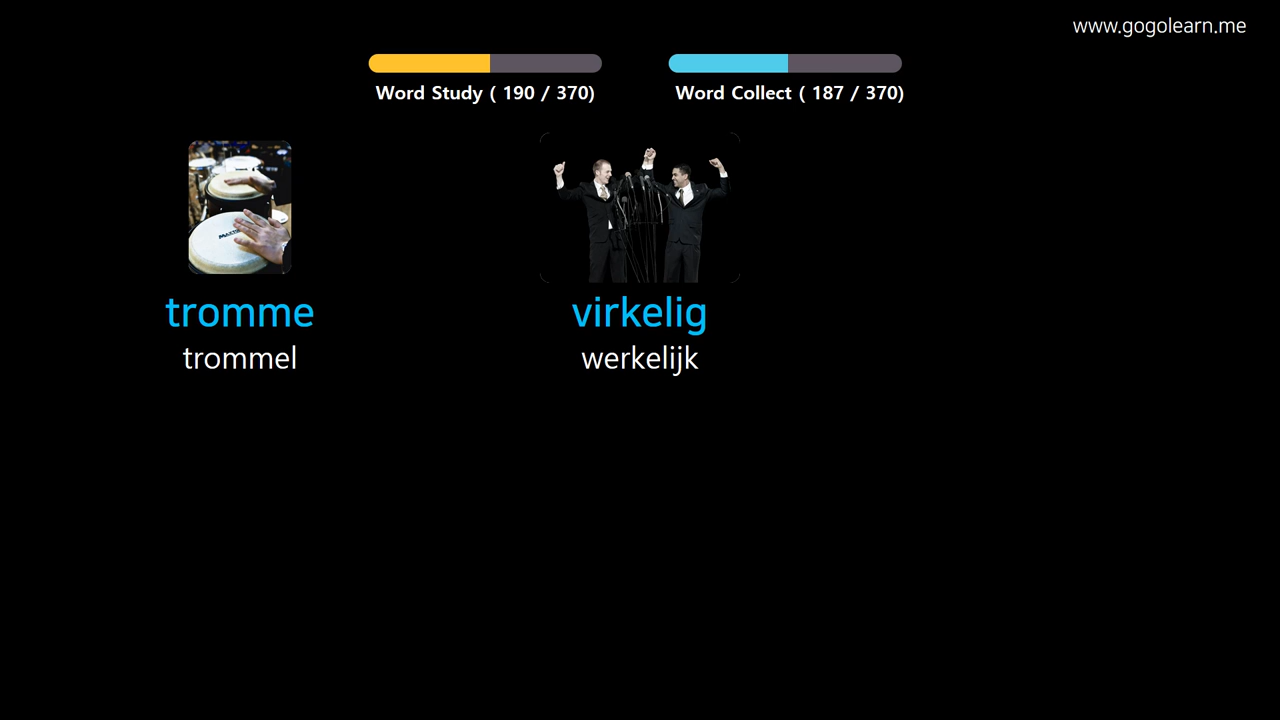 www.gogolearn.me
Word Study ( 190 / 370)
Word Collect ( 187 / 370)
tromme
trommel
virkelig
werkelijk